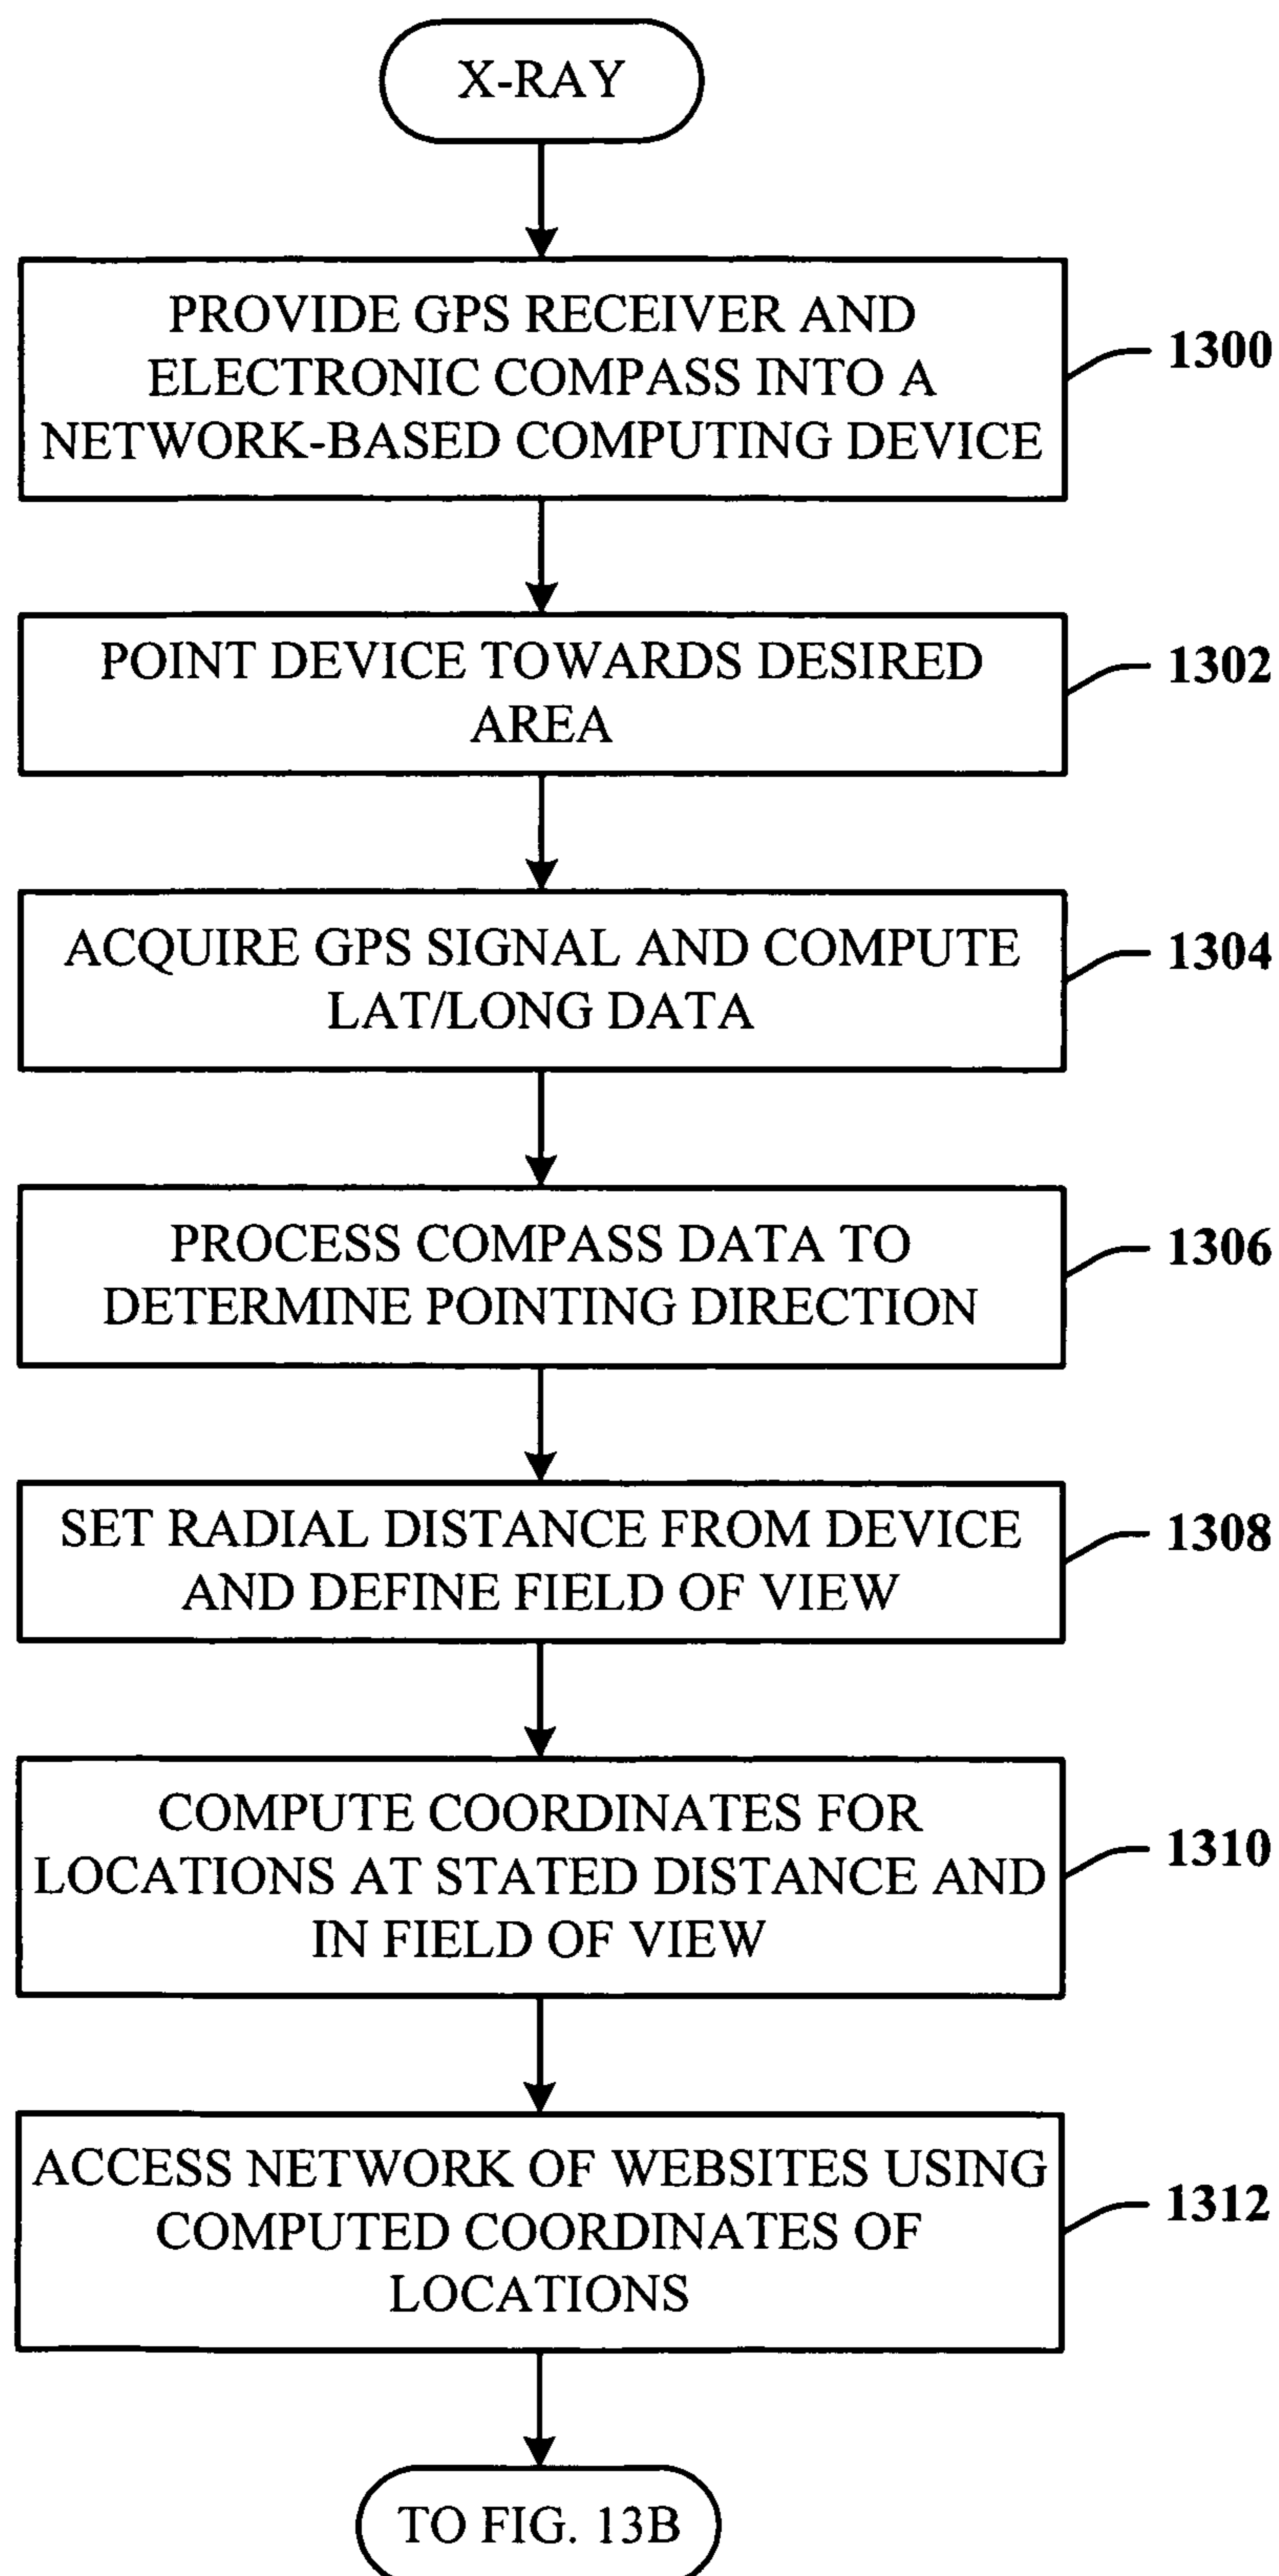 X-RAY
PROVIDE GPS RECEIVER AND
ELECTRONIC COMPASS INTO A
NETWORK-BASED COMPUTING DEVICE
1300
POINT DEVICE TOWARDS DESIRED
AREA
1302
ACQUIRE GPS SIGNAL AND COMPUTE
LAT/LONG DATA
1304
PROCESS COMPASS DATA TO
DETERMINE POINTING DIRECTION
1306
SET RADIAL DISTANCE FROM DEVICE
AND DEFINE FIELD OF VIEW
1308
COMPUTE COORDINATES FOR
LOCATIONS AT STATED DISTANCE AND
IN FIELD OF VIEW
1310
ACCESS NETWORK OF WEBSITES USING
COMPUTED COORDINATES OF
LOCATIONS
1312
TO FIG. 13B